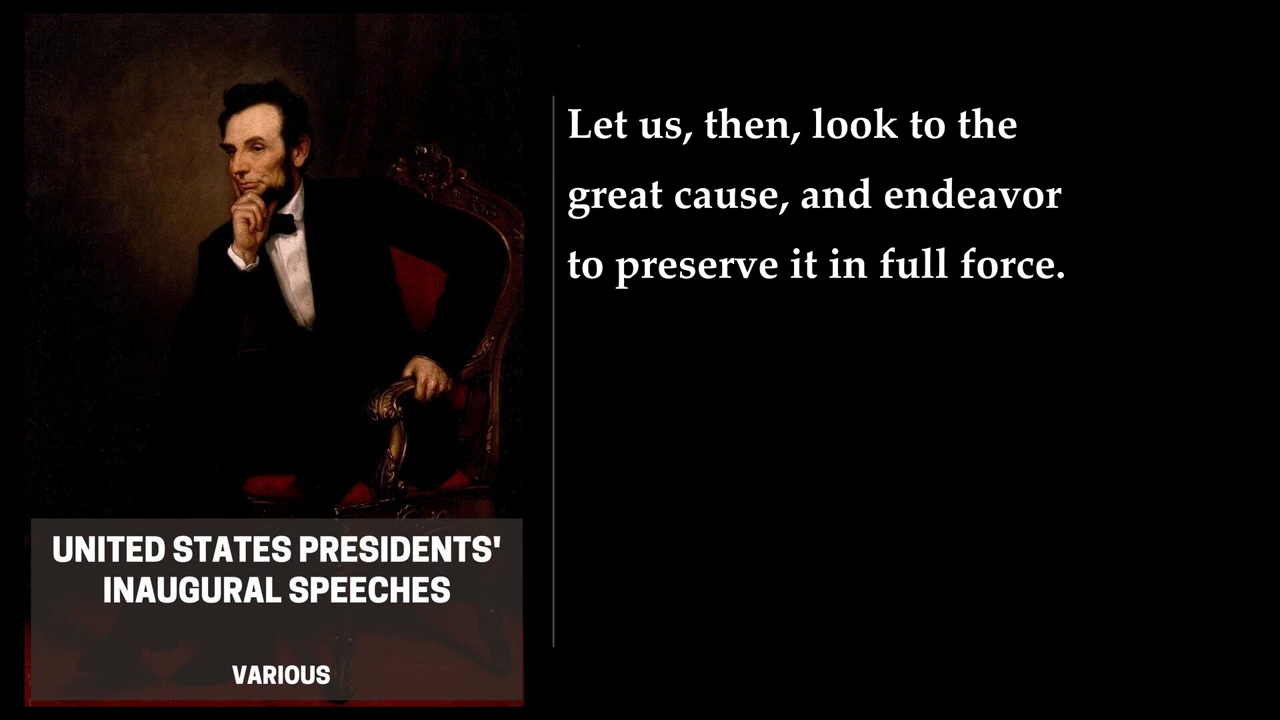 Let us, then, look to the
great cause, and endeavor
to preserve it in full force.
UNITED STATES PRESIDENTS'
INAUGURAL SPEECHES
VARIOUS